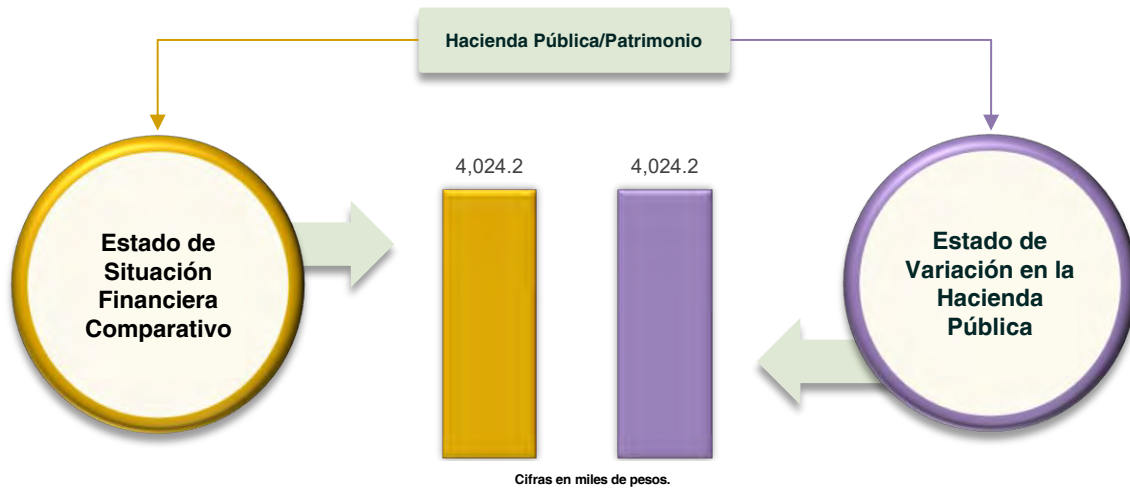 Hacienda Pública/Patrimonio
4,024.2
4,024.2
Estado de
Situación
Financiera
Comparativo
Estado de
Variación en la
Hacienda
Pública
Cifras en miles de pesos.